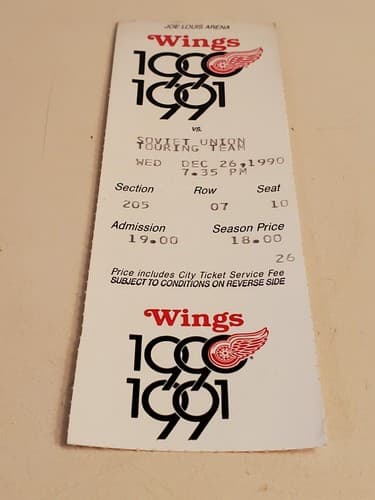 JOE LOUIS ARENA
Wings
1990
1991
vs.
SOVIET UNION
TOURING TEAM
WED DEC 26,1990
7.35 PM
Section Row Seat
205 07 10
Admission Season Price
19.00 18.00
26
Price includes City Ticket Service Fee
SUBJECT TO CONDITIONS ON REVERSE SIDE
Wings
1990
1991